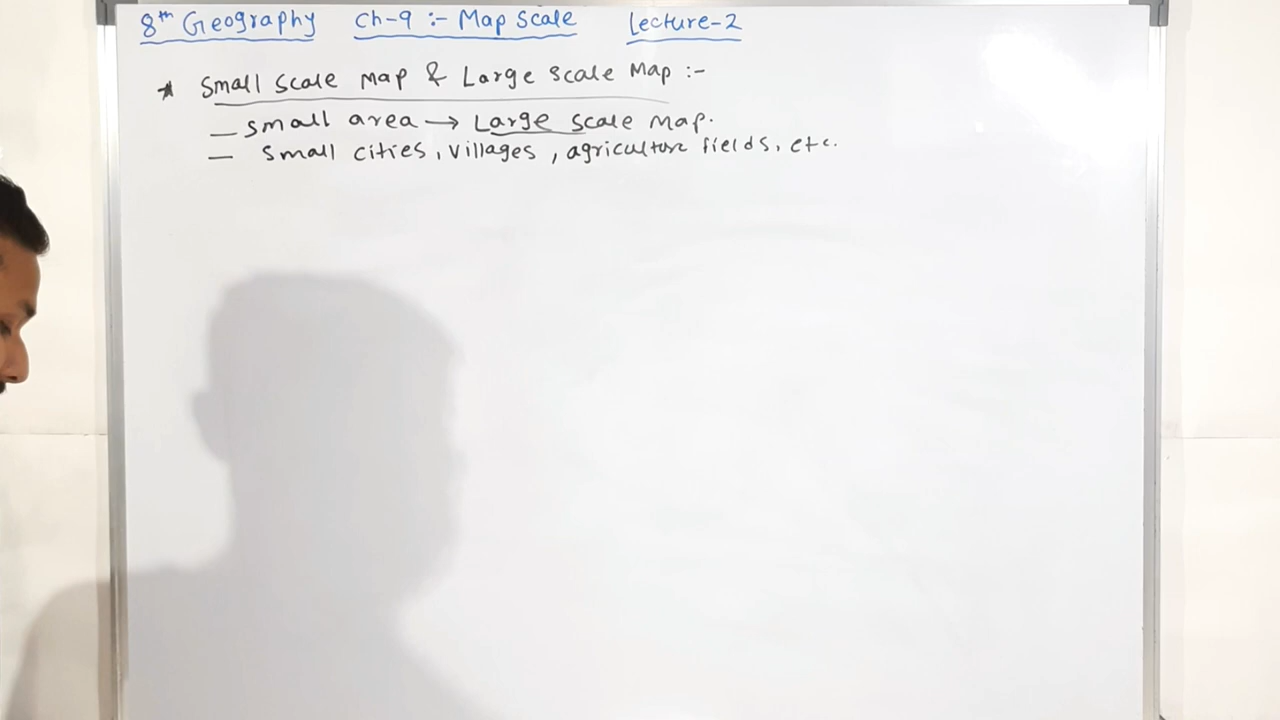 8th Geography Ch-9 :- Map Scale Lecture-2
* Small Scale Map & Large Scale Map :-
— Small area → Large Scale Map.
— Small cities, villages, agriculture fields, etc.